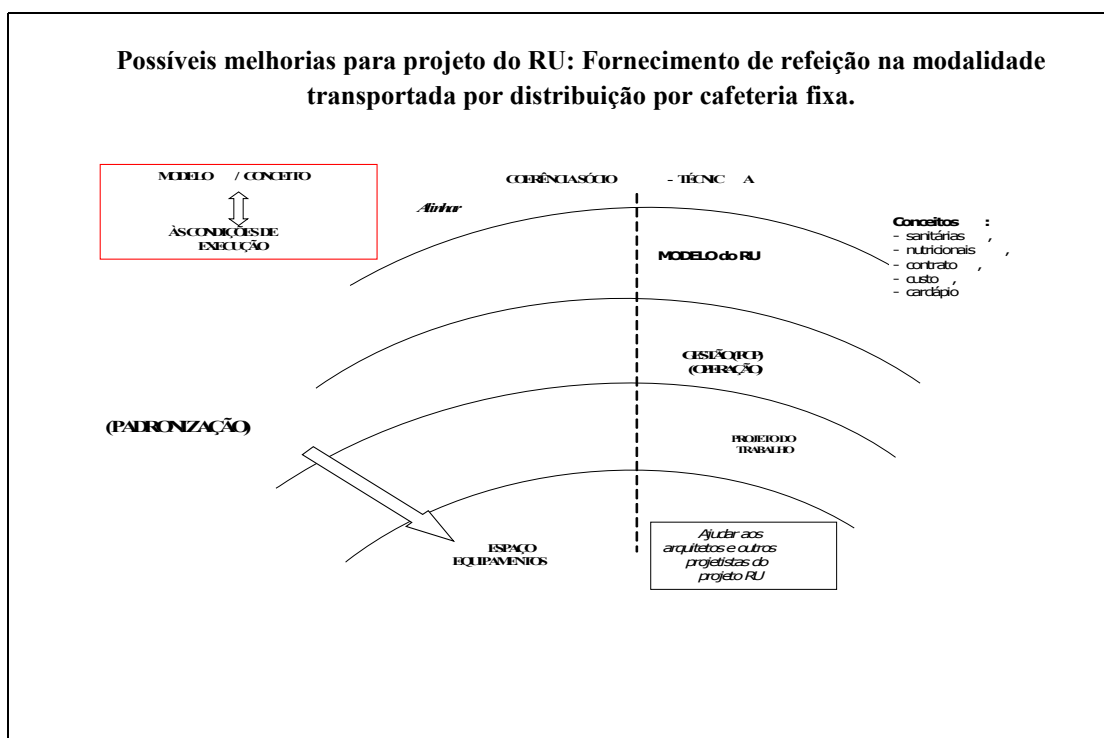 Possíveis melhorias para projeto do RU: Fornecimento de refeição na modalidade
transportada por distribuição por cafeteria fixa.
MODELO / CONCEITO
ÀS CONDIÇÕES DE
EXECUÇÃO
COERÊNCIA SÓCIO - TÉCNIC A
Alinhar
MODELO do RU
Conceitos :
- sanitárias ,
- nutricionais ,
- contrato ,
- custo ,
- cardápio
GESTÃO (PCP)
(OPERAÇÃO)
(PADRONIZAÇÃO)
PROJETO DO
TRABALHO
ESPAÇO
EQUIPAMENTOS
Ajudar aos
arquitetos e outros
projetistas do
projeto RU